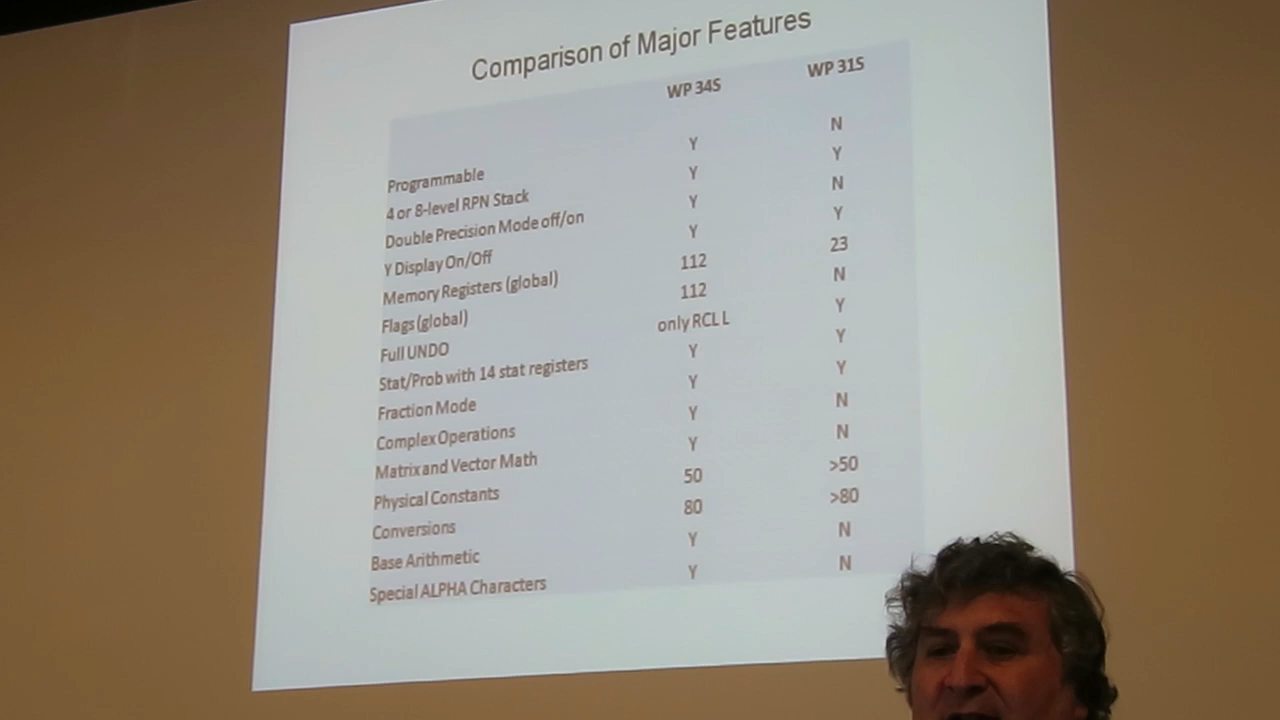 Comparison of Major Features
WP 34S WP 31S
Programmable Y N
4 or 8-level RPN Stack Y Y
Double Precision Mode off/on Y N
Y Display On/Off Y Y
Memory Registers (global) 112 23
Flags (global) 112 N
Full UNDO only RCL L Y
Stat/Prob with 14 stat registers Y Y
Fraction Mode Y Y
Complex Operations Y N
Matrix and Vector Math Y N
Physical Constants 50 >50
Conversions 80 >80
Base Arithmetic Y N
Special ALPHA Characters Y N